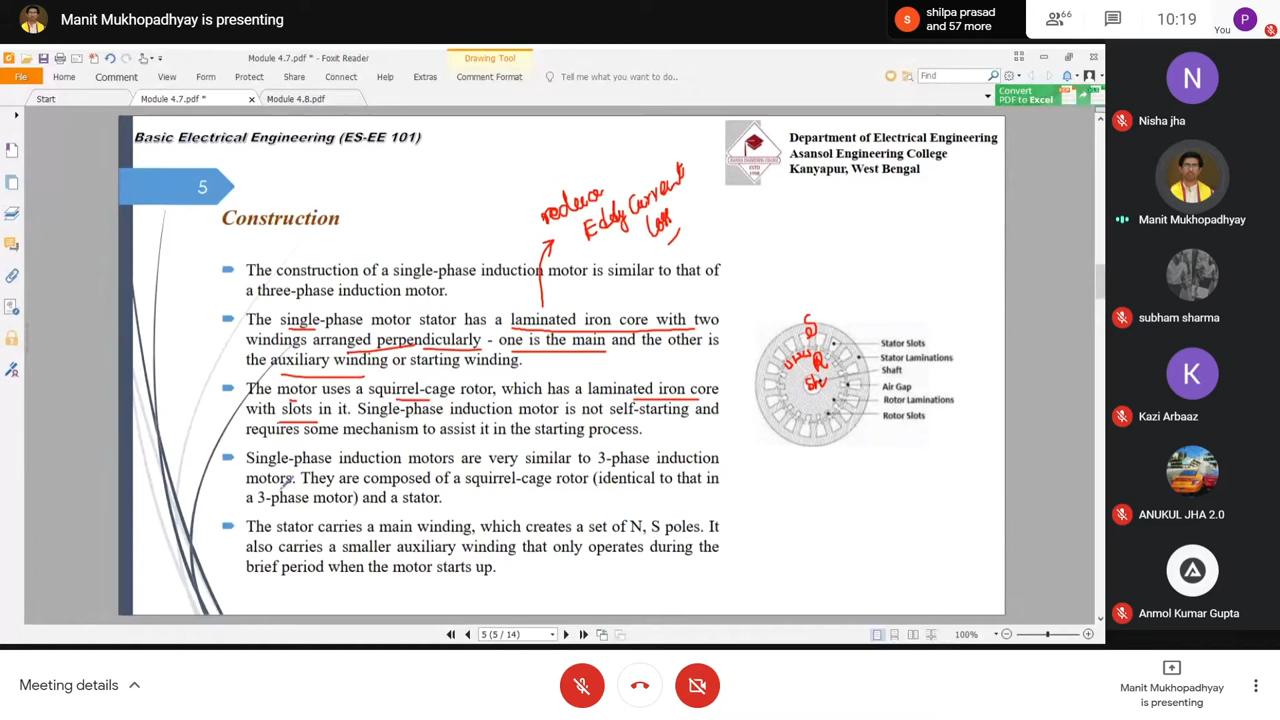 Manit Mukhopadhyay is presenting
S
shilpa prasad
and 57 more
66
10:19
You
P
Module 4.7.pdf * - Foxit Reader
Drawing Tool
File
Home
Comment
View
Form
Protect
Share
Connect
Help
Extras
Comment Format
Tell me what you want to do..
Find
Start
Module 4.7.pdf *
Module 4.8.pdf
Convert
PDF to Excel
Basic Electrical Engineering (ES-EE 101)
Department of Electrical Engineering
Asansol Engineering College
Kanyapur, West Bengal
5
reduce
Eddy Current
Loss
Construction
The construction of a single-phase induction motor is similar to that of
a three-phase induction motor.
The single-phase motor stator has a laminated iron core with two
windings arranged perpendicularly - one is the main and the other is
the auxiliary winding or starting winding.
The motor uses a squirrel-cage rotor, which has a laminated iron core
with slots in it. Single-phase induction motor is not self-starting and
requires some mechanism to assist it in the starting process.
Single-phase induction motors are very similar to 3-phase induction
motors. They are composed of a squirrel-cage rotor (identical to that in
a 3-phase motor) and a stator.
The stator carries a main winding, which creates a set of N, S poles. It
also carries a smaller auxiliary winding that only operates during the
brief period when the motor starts up.
Stator Slots
Stator Laminations
Shaft
Air Gap
Rotor Laminations
Rotor Slots
S
R
5 (5 / 14)
100%
N
Nisha jha
Manit Mukhopadhyay
subham sharma
K
Kazi Arbaaz
ANUKUL JHA 2.0
Anmol Kumar Gupta
Meeting details
Manit Mukhopadhyay
is presenting